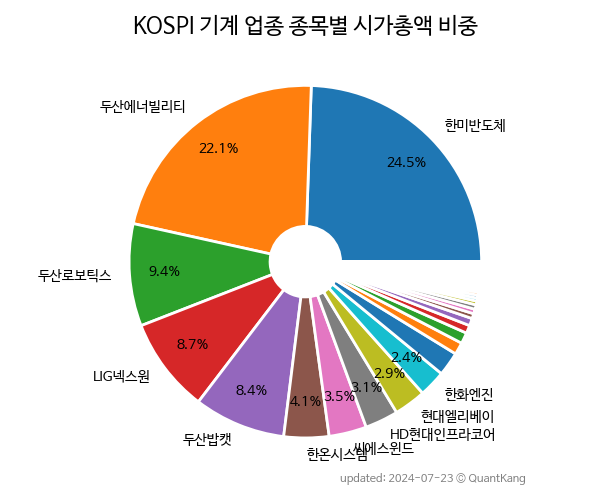 KOSPI 기계 업종 종목별 시가총액 비중
한미반도체
24.5%
두산에너빌리티
22.1%
두산로보틱스
9.4%
LIG넥스원
8.7%
두산밥캣
8.4%
한온시스템
4.1%
씨에스윈드
3.5%
HD현대인프라코어
3.1%
현대엘리베이
2.9%
한화엔진
2.4%
updated: 2024-07-23 © QuantKang